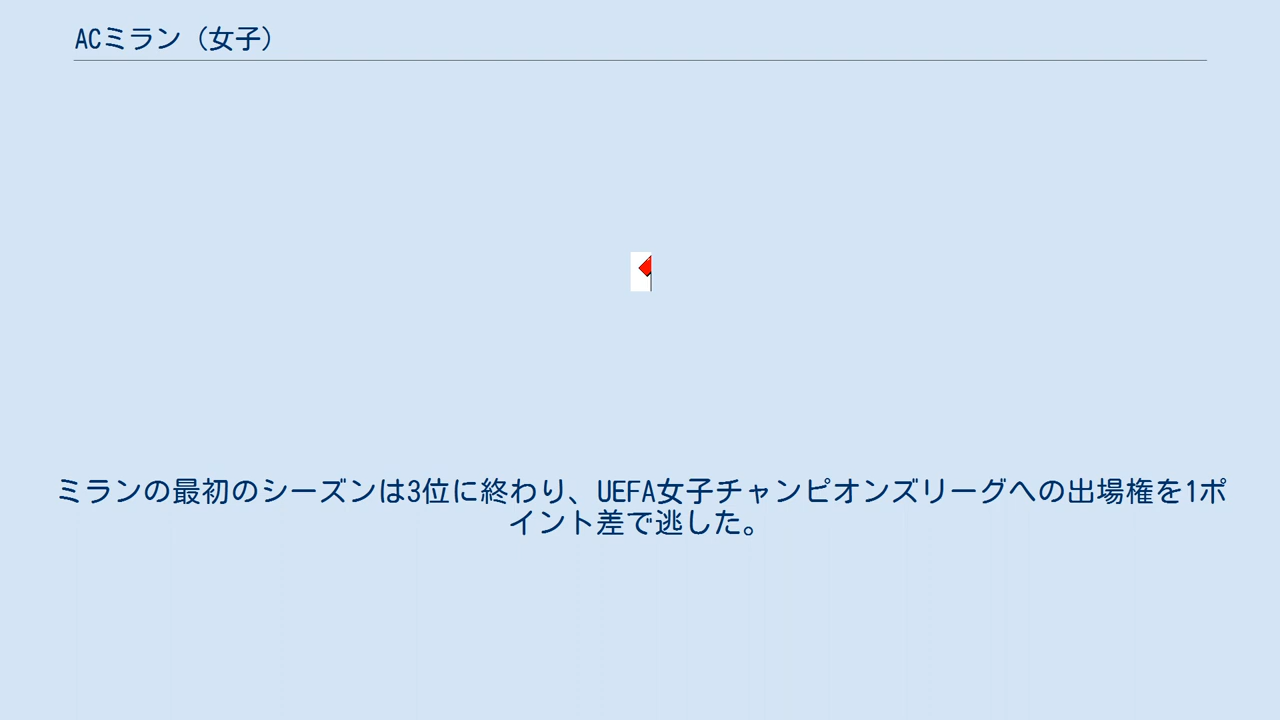 ACミラン（女子）
ミランの最初のシーズンは3位に終わり、UEFA女子チャンピオンズリーグへの出場権を1ポ
イント差で逃した。